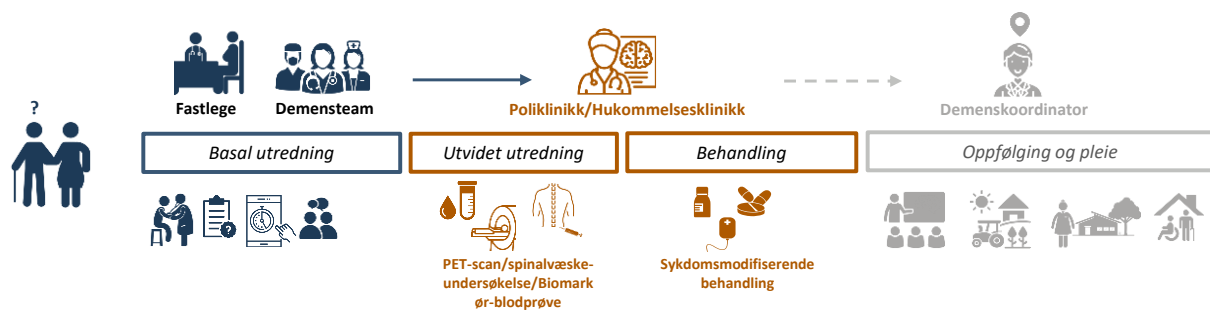 Fastlege
Demensteam
Poliklinikk/Hukommelsesklinikk
Demenskoordinator
?
Basal utredning
Utvidet utredning
Behandling
Oppfølging og pleie
?
PET-scan/spinalvæske-
undersøkelse/Biomark
ør-blodprøve
Sykdomsmodifiserende
behandling